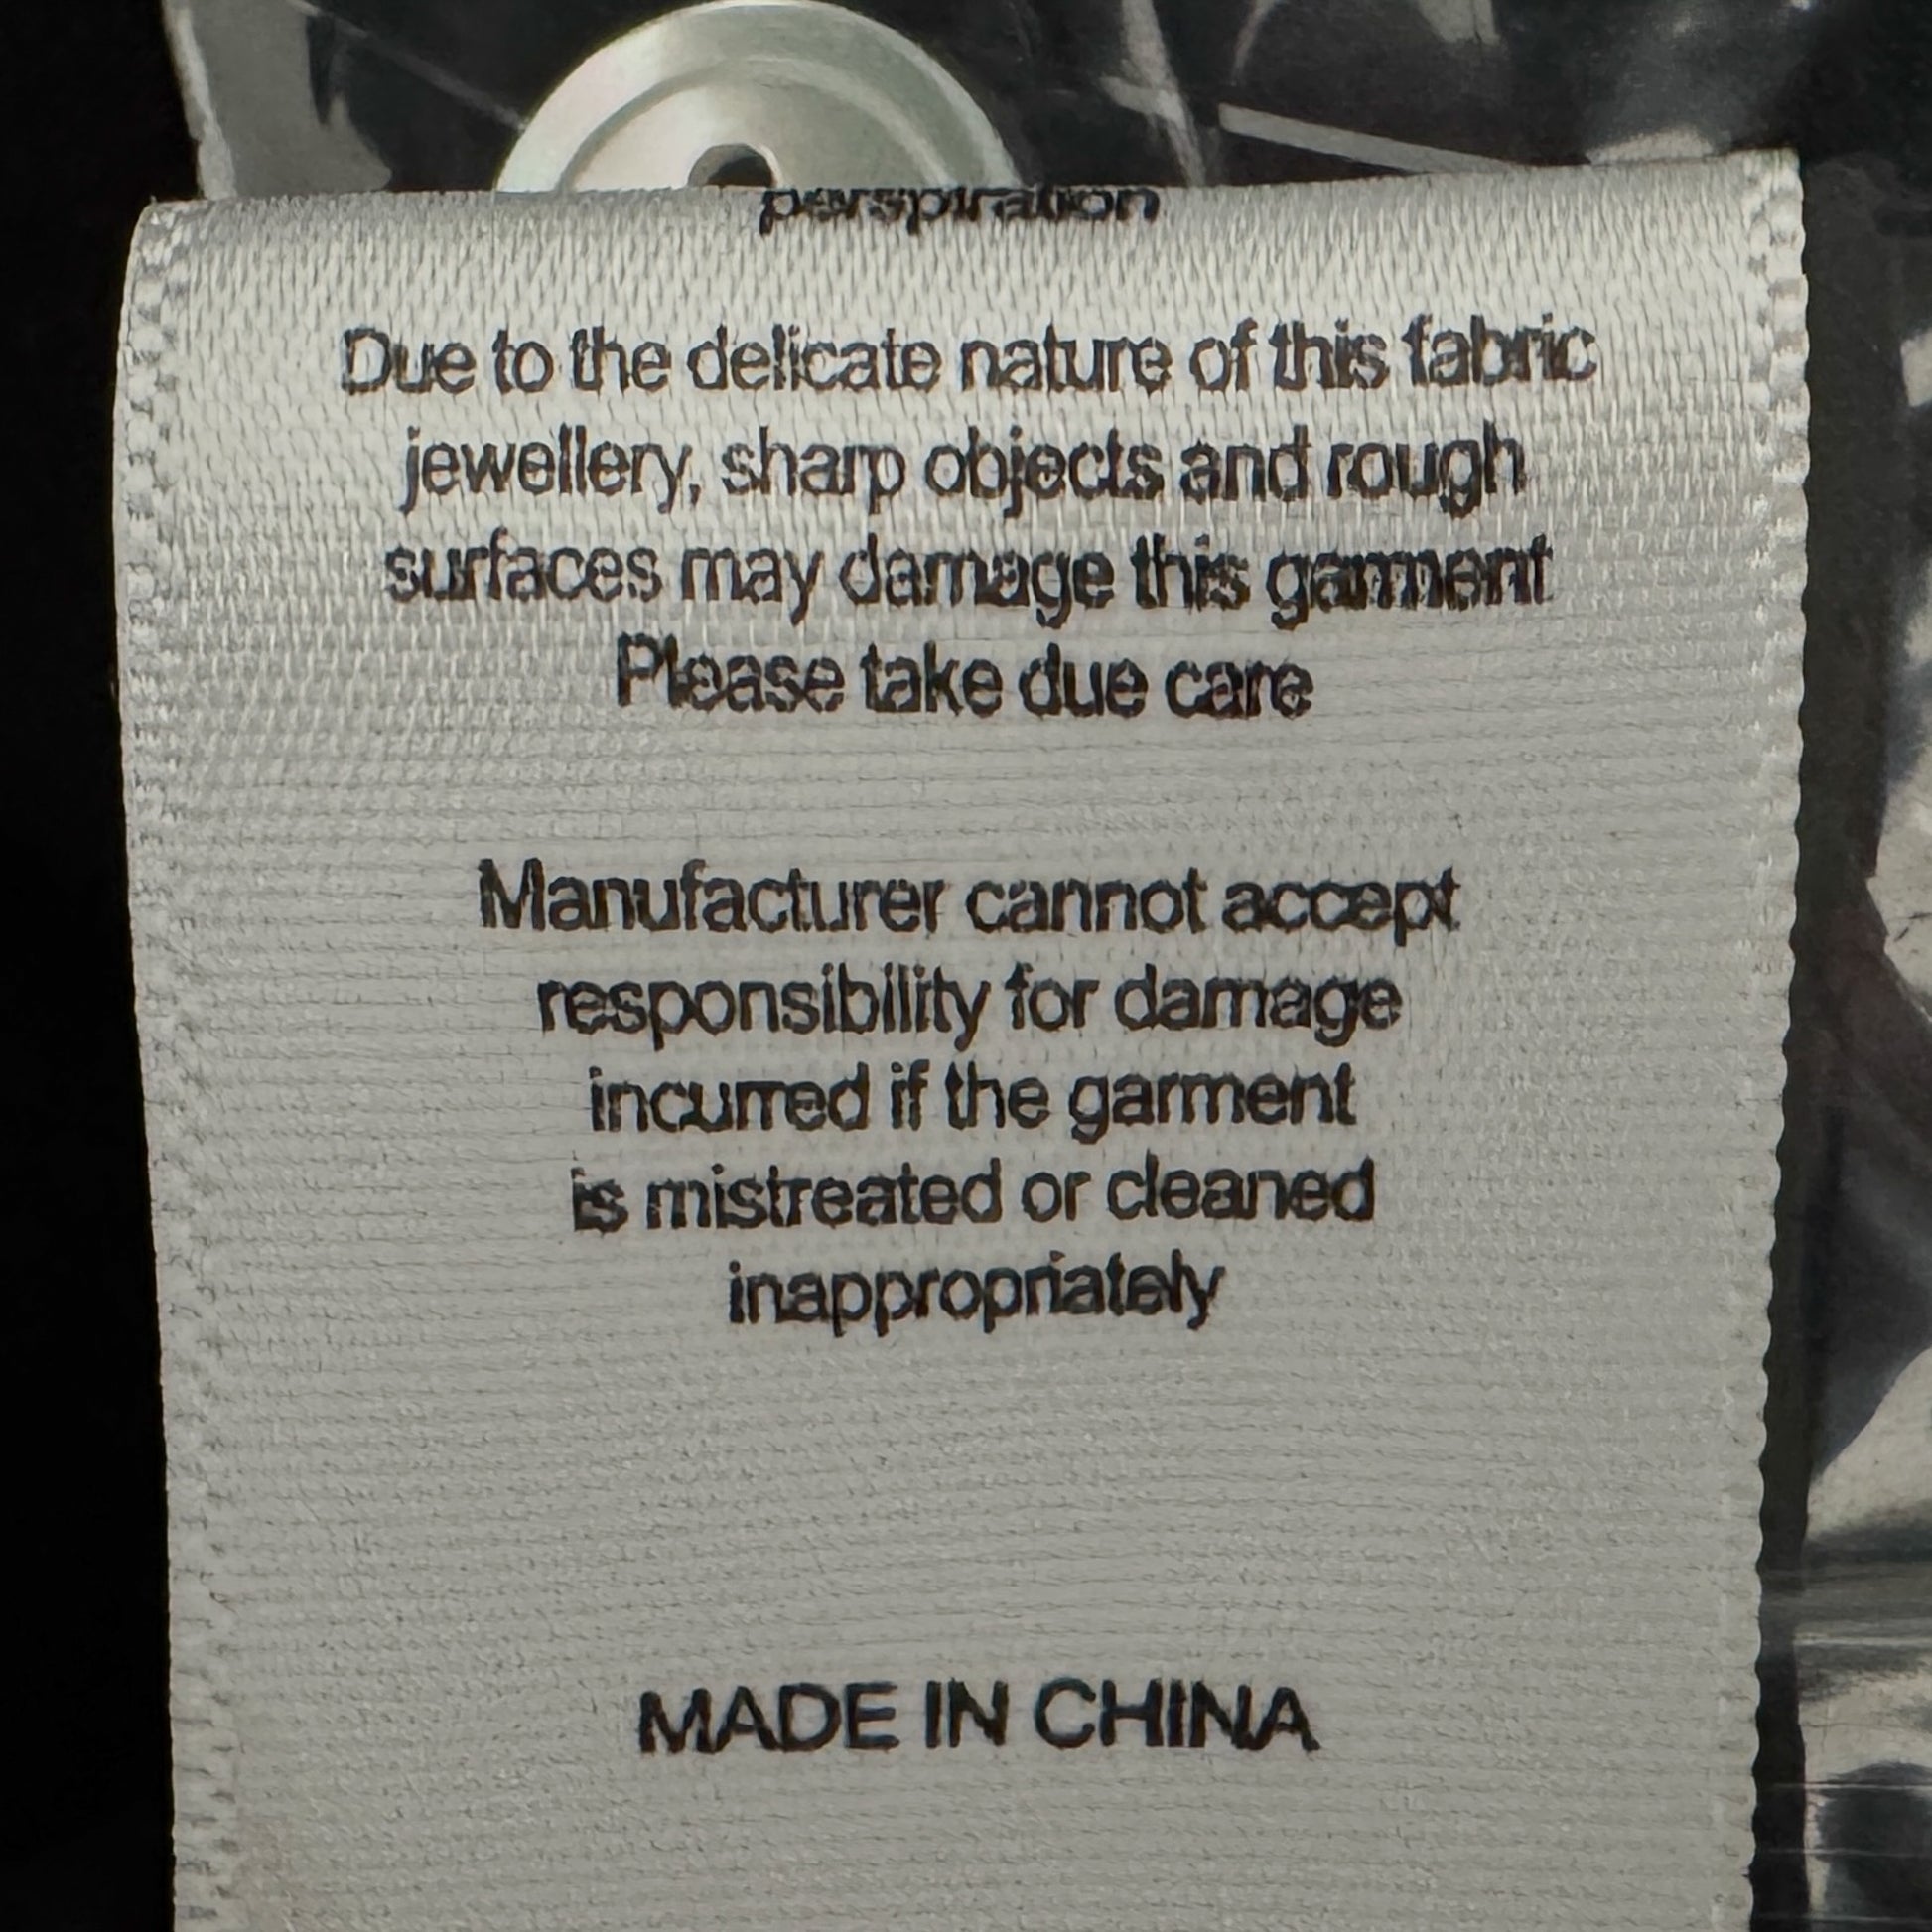 perspiration
Due to the delicate nature of this fabric
jewellery, sharp objects and rough
surfaces may damage this garment
Please take due care
Manufacturer cannot accept
responsibility for damage
incurred if the garment
is mistreated or cleaned
inappropriately
MADE IN CHINA